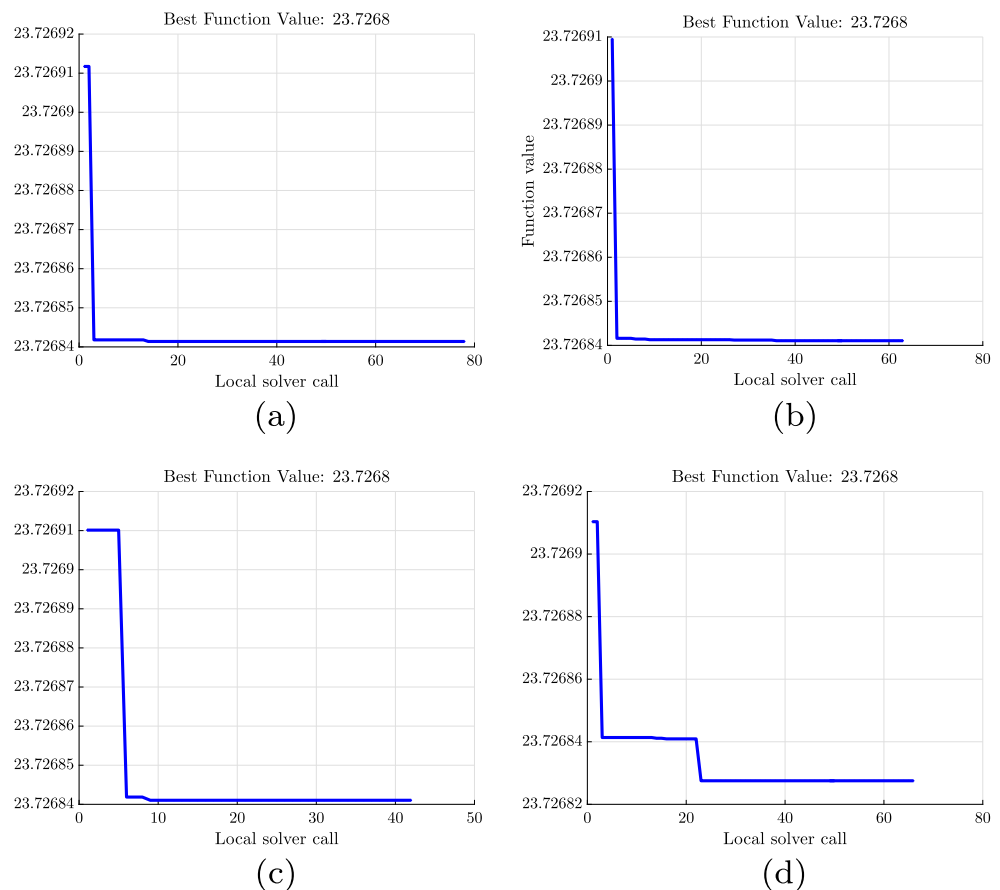 Best Function Value: 23.7268
23.72692
23.72691
23.7269
23.72689
23.72688
23.72687
23.72686
23.72685
23.72684
0 20 40 60 80
Local solver call
(a)
Best Function Value: 23.7268
Function value
23.72691
23.7269
23.72689
23.72688
23.72687
23.72686
23.72685
23.72684
0 20 40 60 80
Local solver call
(b)
Best Function Value: 23.7268
23.72692
23.72691
23.7269
23.72689
23.72688
23.72687
23.72686
23.72685
23.72684
0 10 20 30 40 50
Local solver call
(c)
Best Function Value: 23.7268
23.72692
23.7269
23.72688
23.72686
23.72684
23.72682
0 20 40 60 80
Local solver call
(d)